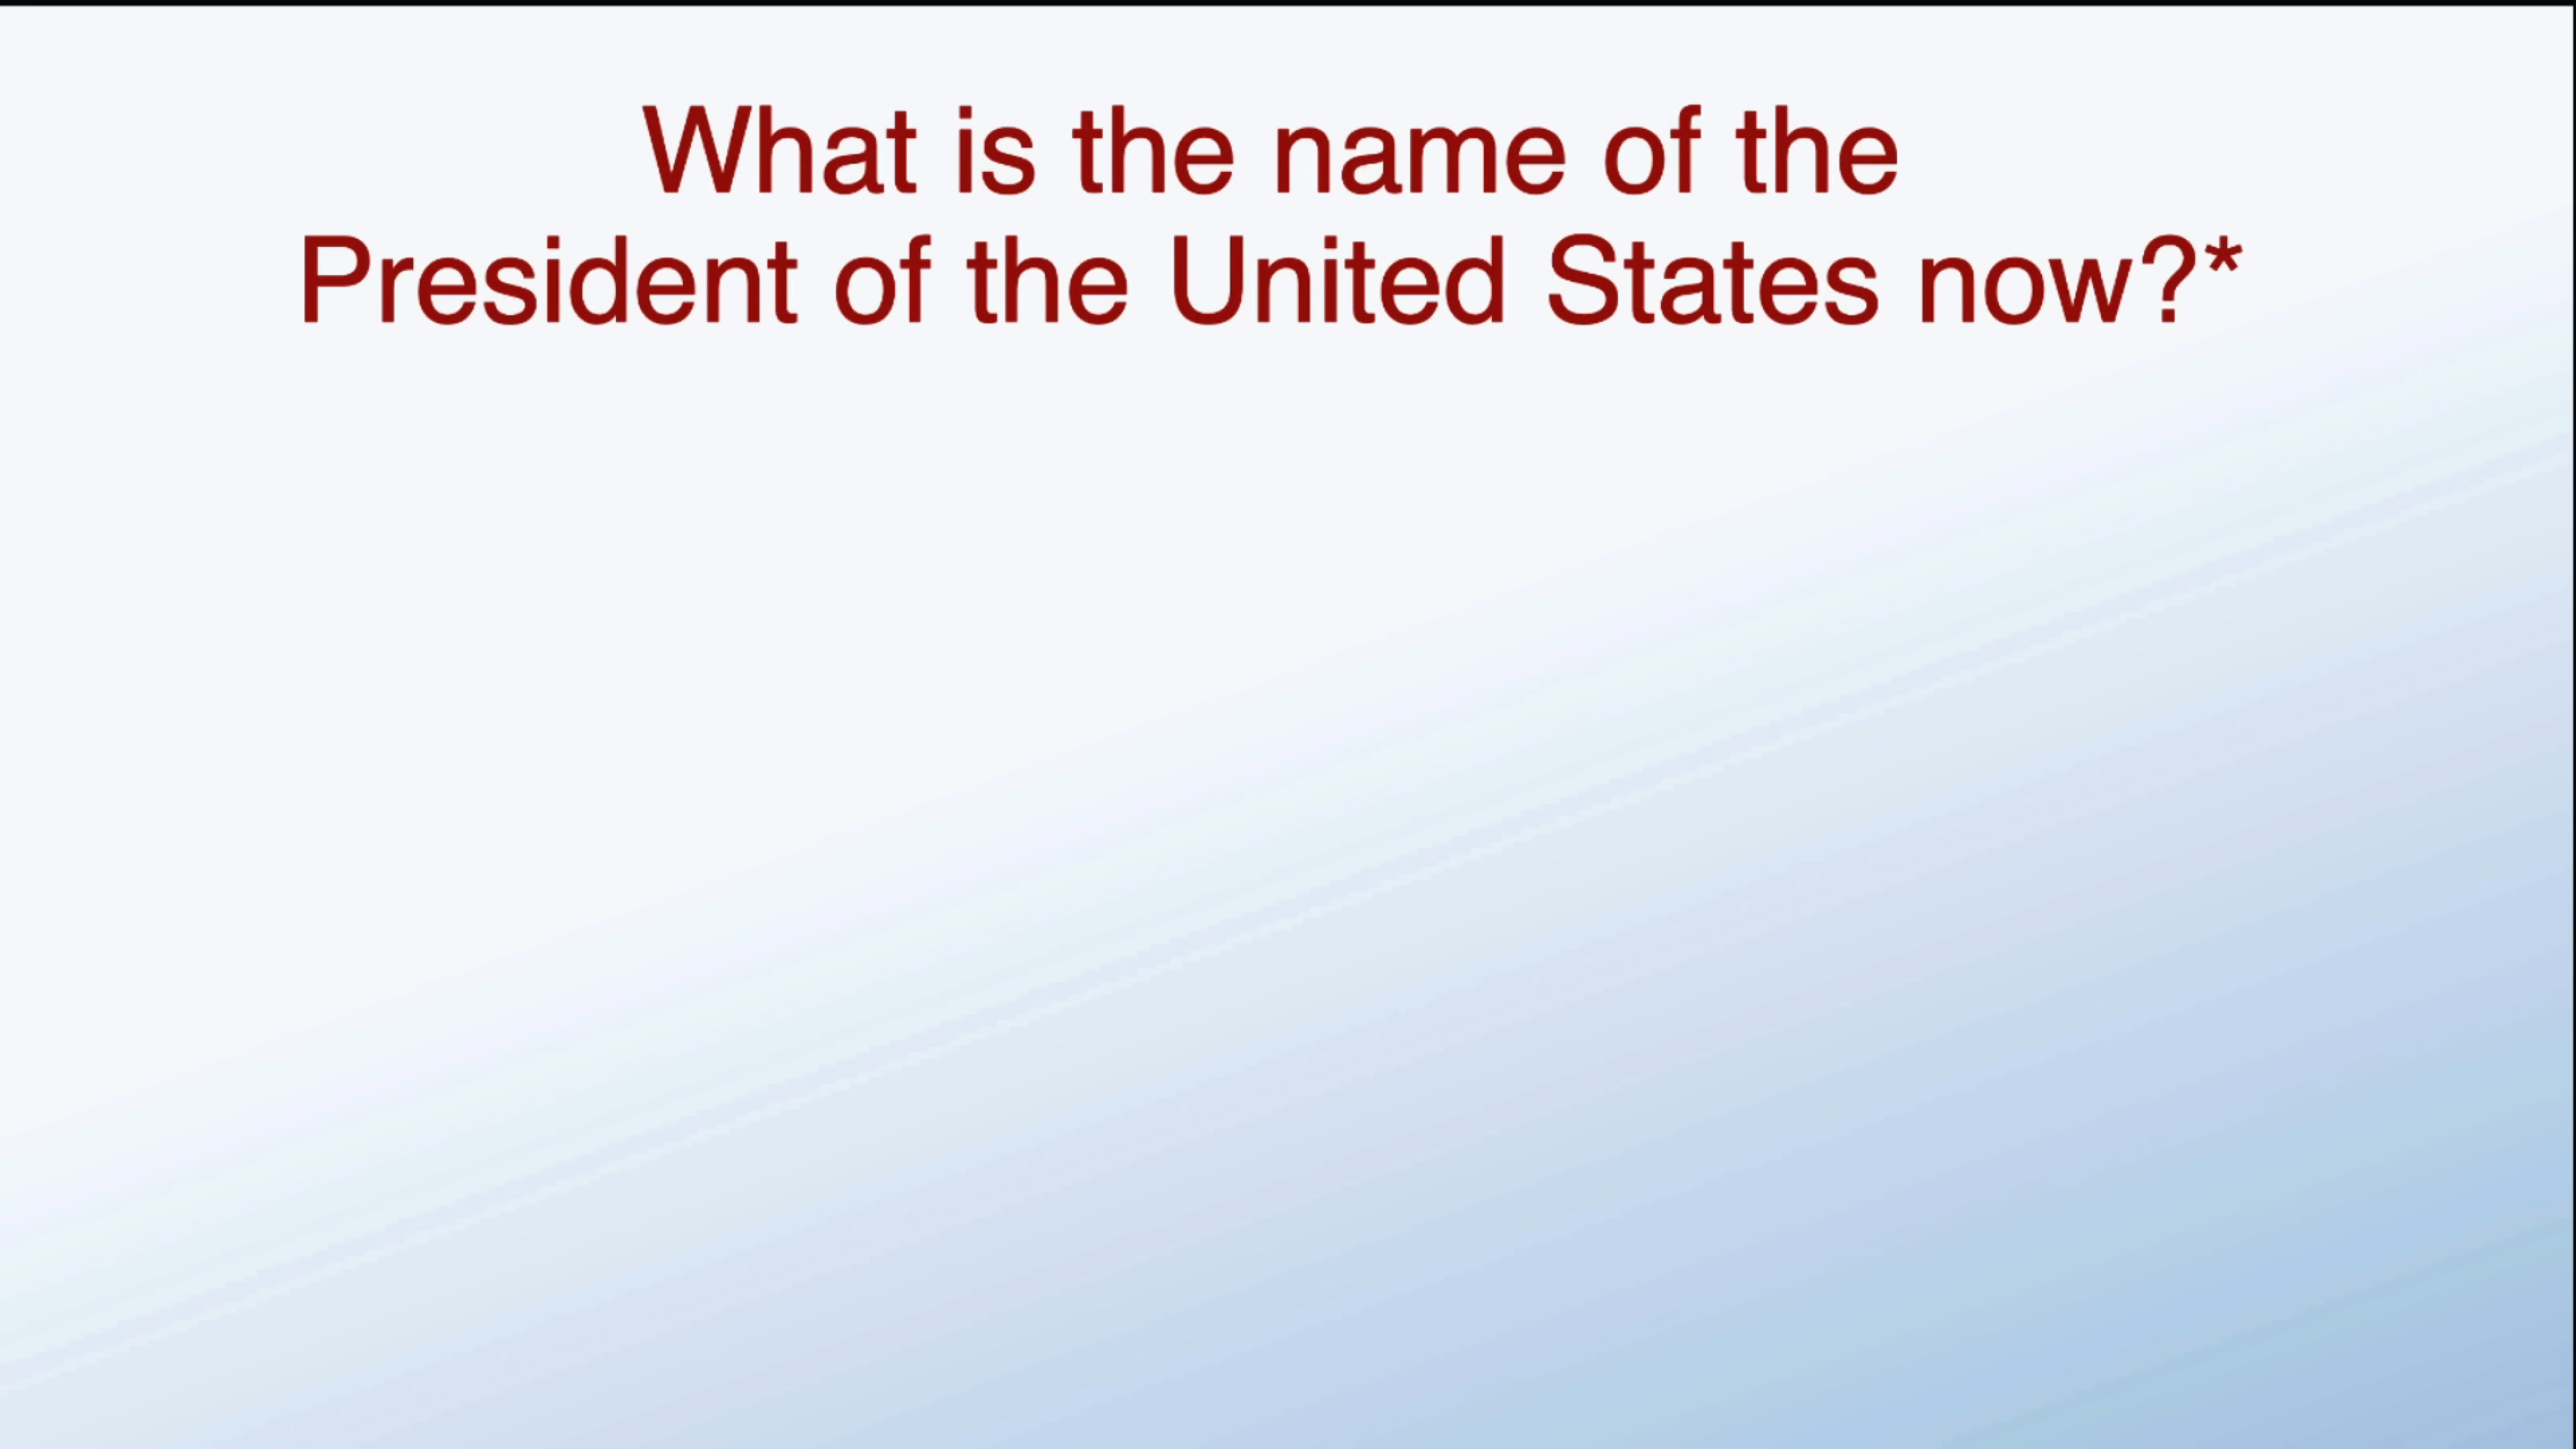 What is the name of the
President of the United States now?*